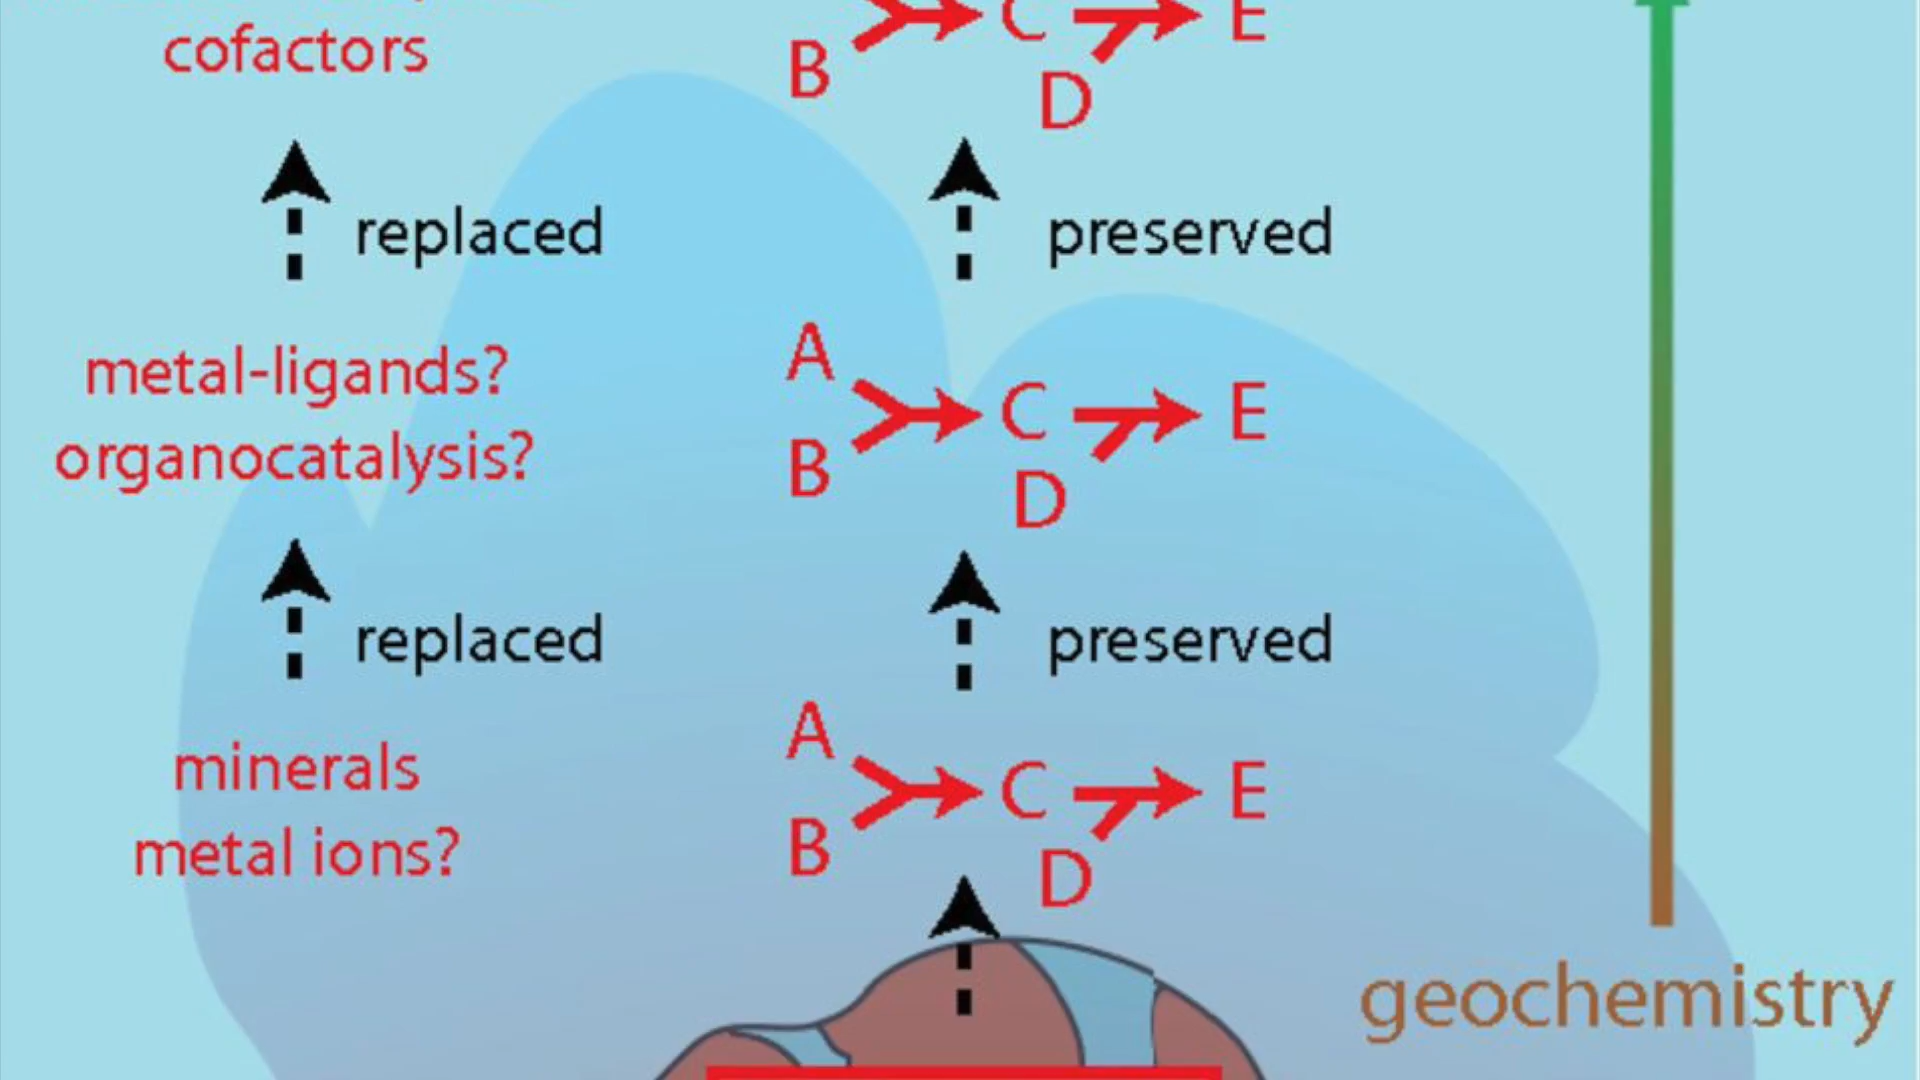 cofactors
B
C
E
D
replaced
preserved
metal-ligands?
organocatalysis?
A
B
C
E
D
replaced
preserved
minerals
metal ions?
A
B
C
E
D
geochemistry